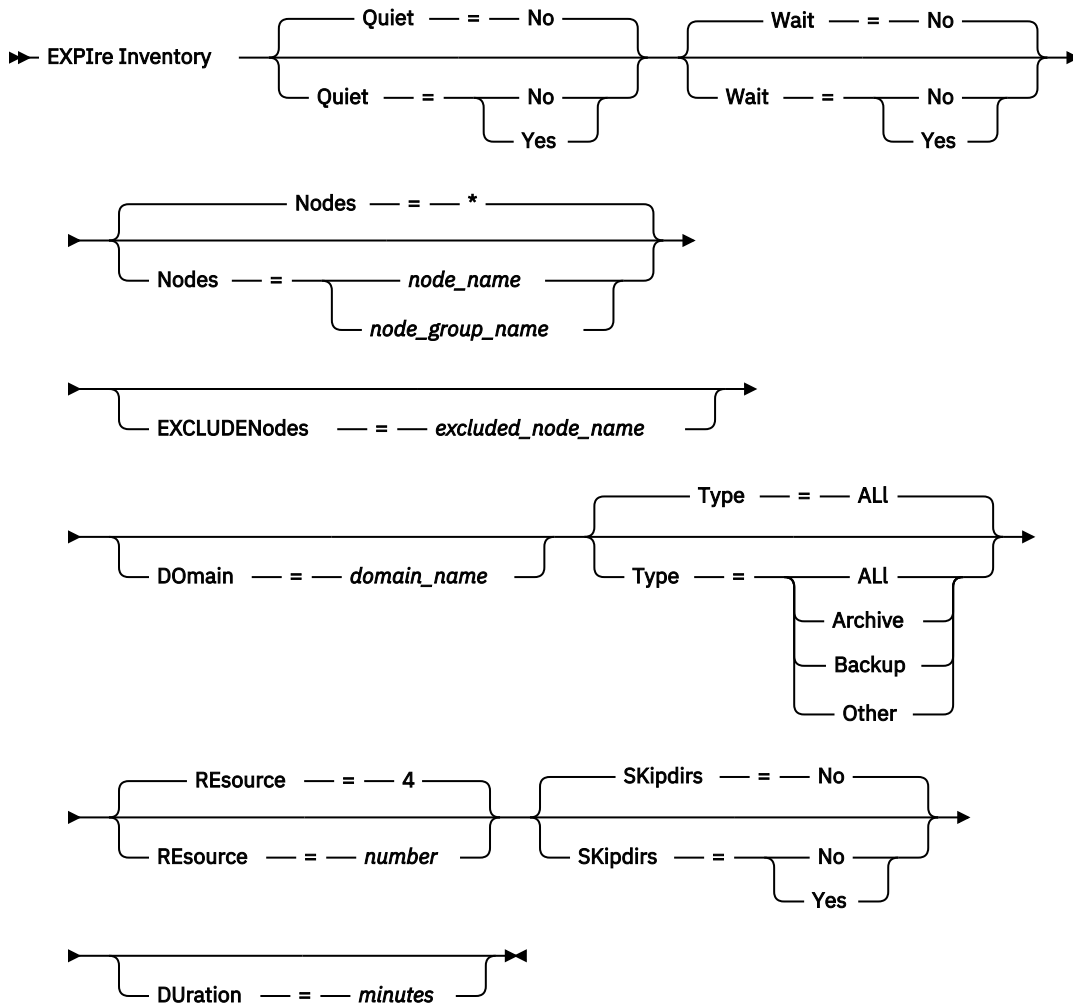 Quiet = No Wait = No
EXPIre Inventory
Quiet = No Wait = No
Yes Yes
Nodes = *
Nodes = node_name
node_group_name
EXCLUDENodes = excluded_node_name
Type = ALl
DOmain = domain_name Type = ALl
Archive
Backup
Other
REsource = 4 SKipdirs = No
REsource = number SKipdirs = No
Yes
DUration = minutes